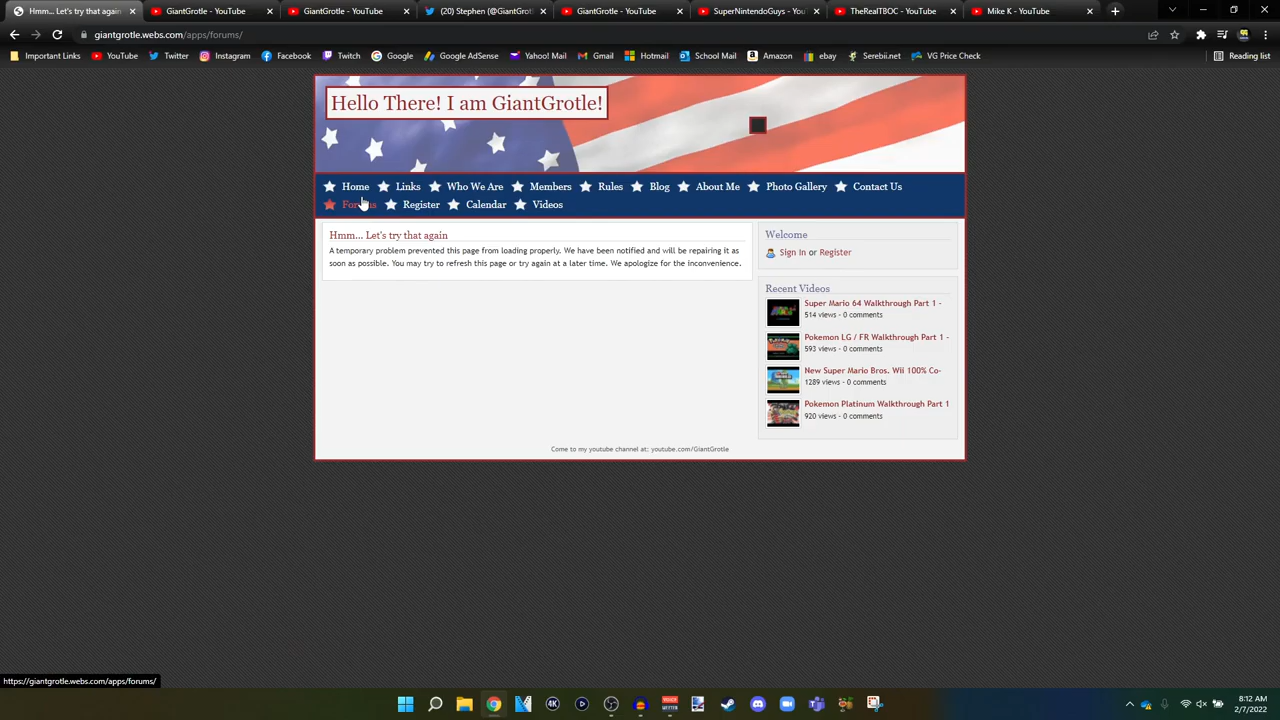 Hmm... Let's try that again
GiantGrotle - YouTube
GiantGrotle - YouTube
(20) Stephen (@GiantGrotle
Steven Suptic - YouTube
GuyDudeBro - YouTube
TheRealTBOC - YouTube
Mike K - YouTube
giantgrotle.webs.com/apps/forums/
Important Links
YouTube
Twitter
Instagram
Facebook
Twitch
Google
Google AdSense
Yahoo! Mail
Gmail
Hotmail
School Mail
Amazon
ebay
Serebii.net
VG Price Check
Reading list
Hello There! I am GiantGrotle!
Home Links Who We Are Members Rules Blog About Me Photo Gallery Contact Us
Forums Register Calendar Videos
Hmm... Let's try that again
A temporary problem prevented this page from loading properly. We have been notified and will be repairing it as
soon as possible. You may try to refresh this page or try again at a later time. We apologize for the inconvenience.
Welcome
Sign In or Register
Recent Videos
Super Mario 64 Walkthrough Part 1 -
514 views - 0 comments
Pokemon LG / FR Walkthrough Part 1 -
593 views - 0 comments
New Super Mario Bros. Wii 100% Co-
1289 views - 0 comments
Pokemon Platinum Walkthrough Part 1
920 views - 0 comments
Come to my youtube channel at: youtube.com/GiantGrotle
https://giantgrotle.webs.com/apps/forums/
8:12 AM
2/7/2022